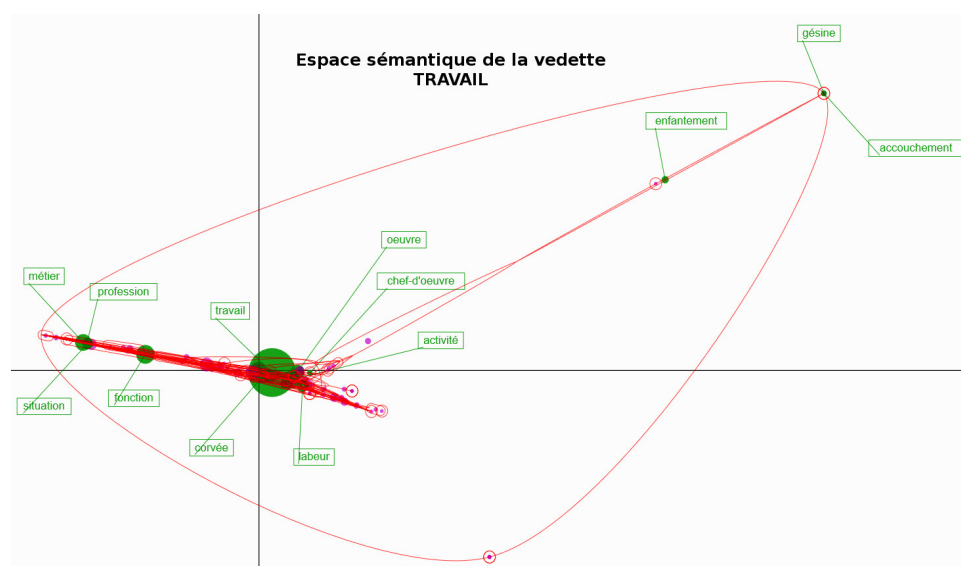 Espace sémantique de la vedette
TRAVAIL
gésine
enfantement
accouchement
oeuvre
métier
chef-d'oeuvre
profession
travail
activité
fonction
situation
corvée
labeur